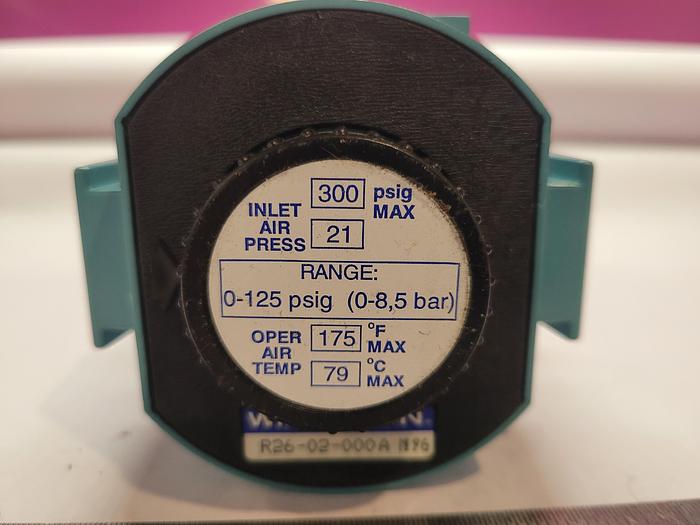 300 psig
INLET MAX
AIR
PRESS 21
RANGE:
0-125 psig (0-8,5 bar)
OPER 175 °F
AIR MAX
TEMP 79 °C
MAX
R26-02-000A